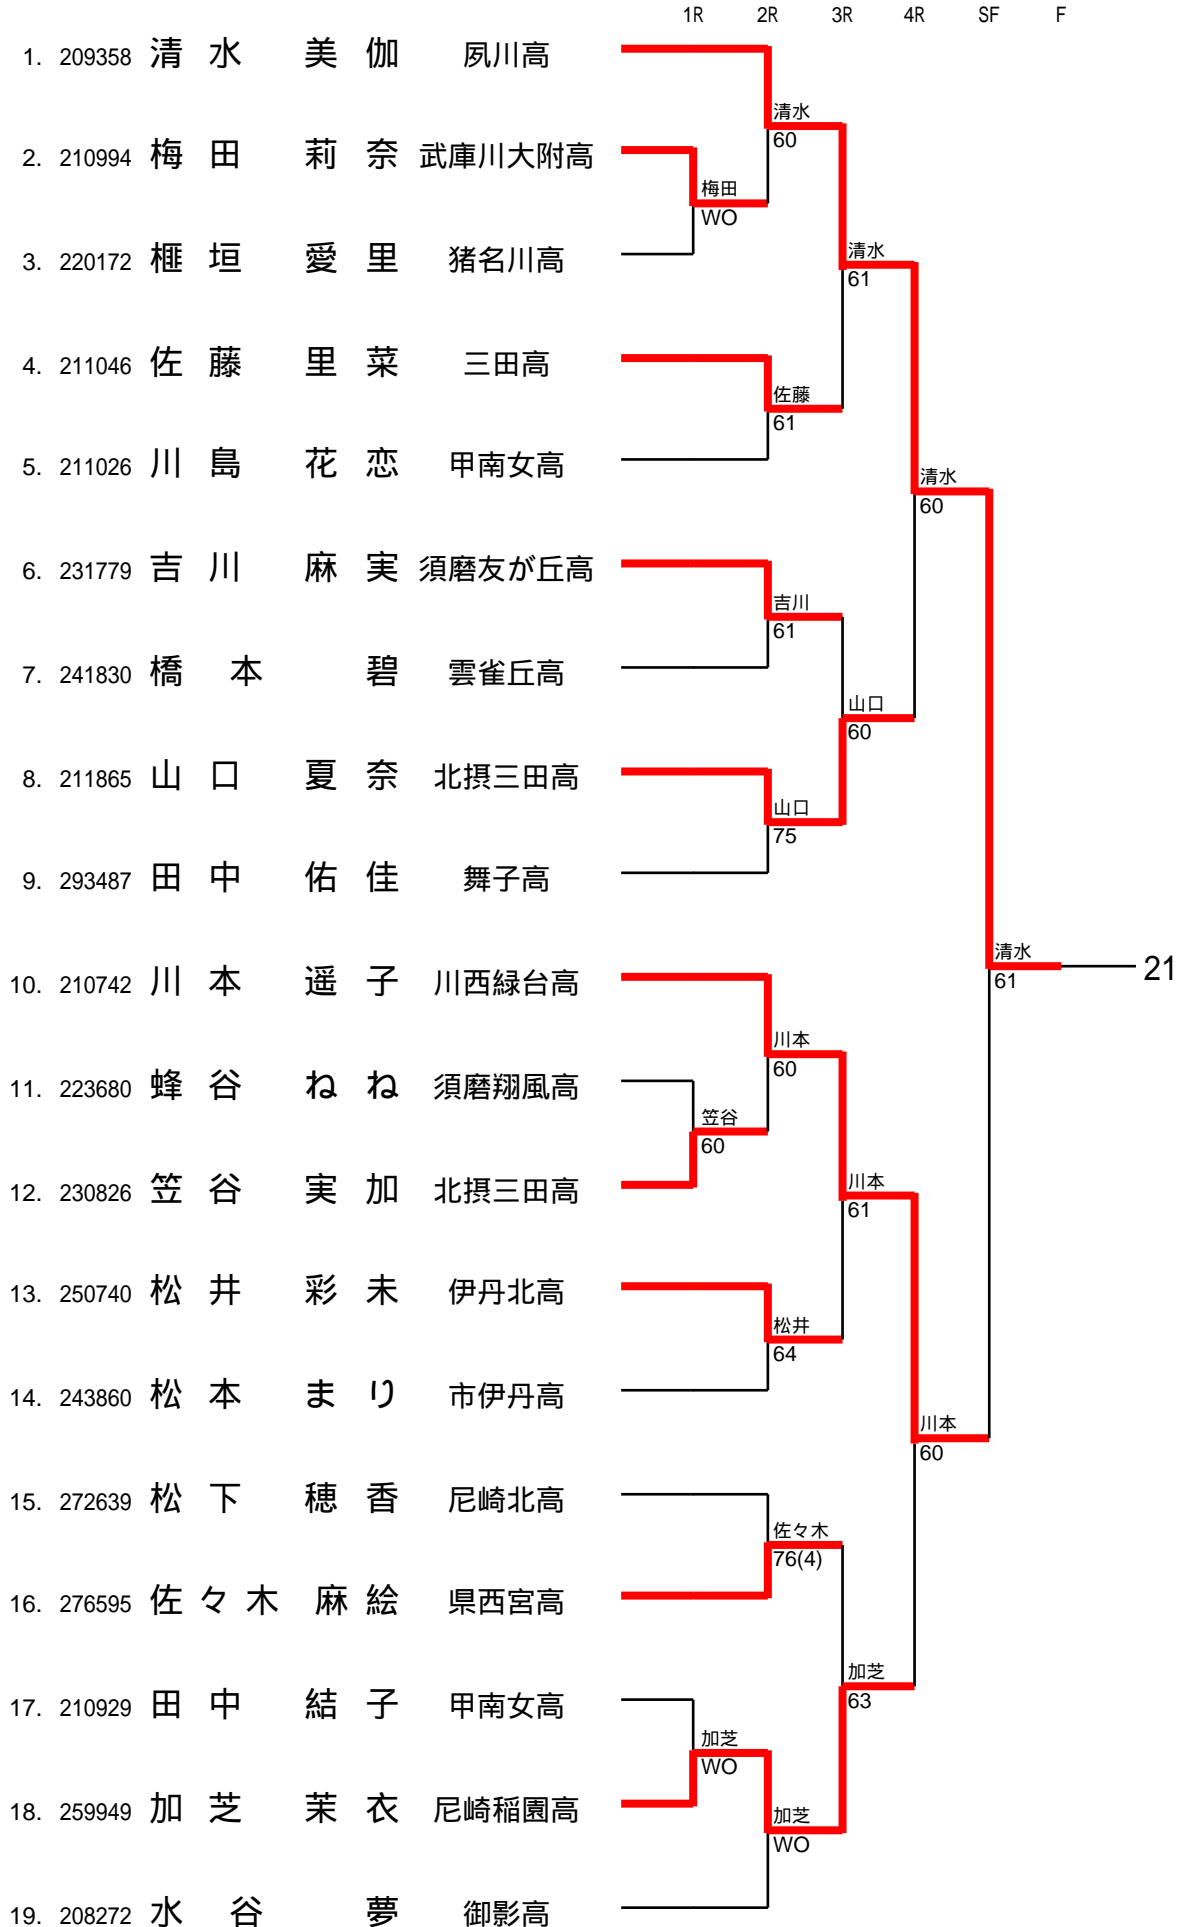 1R 2R 3R 4R SF F
1. 209358 清水 美伽 夙川高
清水
60
2. 210994 梅田 莉奈 武庫川大附高
梅田
WO
3. 220172 榧垣 愛里 猪名川高
清水
61
4. 211046 佐藤 里菜 三田高
佐藤
61
5. 211026 川島 花恋 甲南女高
清水
60
6. 231779 吉川 麻実 須磨友が丘高
吉川
61
7. 241830 橋本 碧 雲雀丘高
山口
60
8. 211865 山口 夏奈 北摂三田高
山口
75
9. 293487 田中 佑佳 舞子高
清水
61
21
10. 210742 川本 遥子 川西緑台高
川本
60
11. 223680 蜂谷 ねね 須磨翔風高
笠谷
60
12. 230826 笠谷 実加 北摂三田高
川本
61
13. 250740 松井 彩未 伊丹北高
松井
64
14. 243860 松本 まり 市伊丹高
川本
60
15. 272639 松下 穂香 尼崎北高
佐々木
76(4)
16. 276595 佐々木 麻絵 県西宮高
加芝
63
17. 210929 田中 結子 甲南女高
加芝
WO
18. 259949 加芝 茉衣 尼崎稲園高
加芝
WO
19. 208272 水谷 夢 御影高